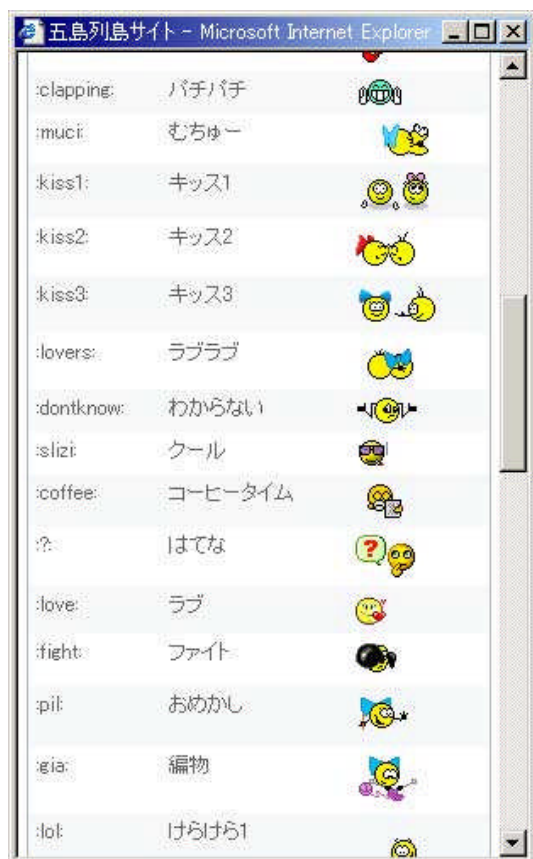 五島列島サイト - Microsoft Internet Explorer
:clapping: パチパチ
:muci: むちゅー
:kiss1: キッス1
:kiss2: キッス2
:kiss3: キッス3
:lovers: ラブラブ
:dontknow: わからない
:slizi: クール
:coffee: コーヒータイム
:?: はてな
?
:love: ラブ
:fight: ファイト
:pil: おめかし
:gia: 編物
:lol: けらけら1